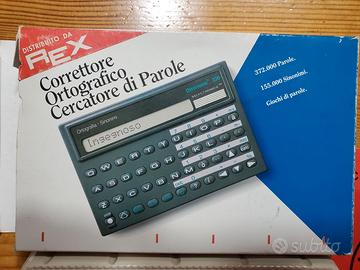 DISTRIBUITO DA
REX
Correttore
Ortografico
Cercatore di Parole
372.000 Parole.
155.000 Sinonimi.
Giochi di parole.
Ortografia - Sinonimi
Ingegnoso
Q W E R T Y U I O P
A S D F G H J K L
Z X C V B N M
subito